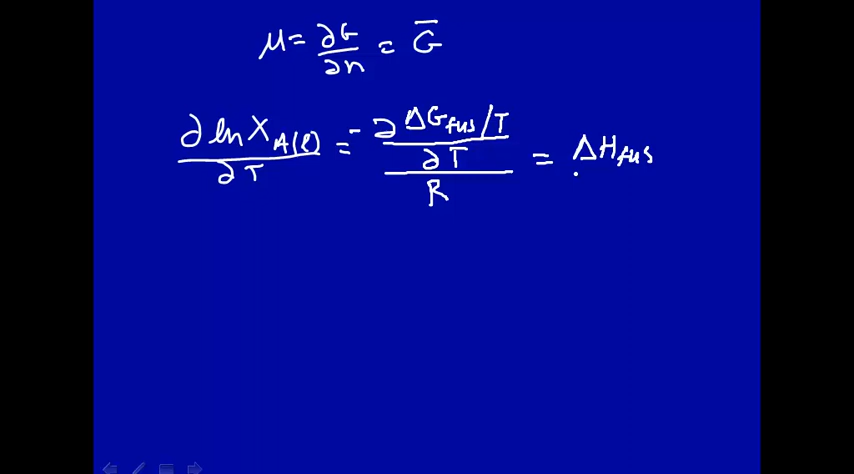 μ = ∂G/∂n = G̅
∂ ln X_A(l) / ∂T = - (∂ ΔG_fus/T / ∂T) / R = ΔH_fus